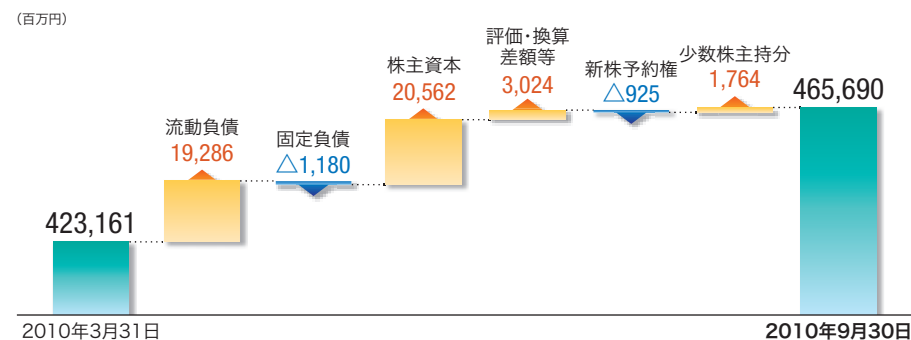 （百万円）
423,161
流動負債
19,286
固定負債
△1,180
株主資本
20,562
評価・換算
差額等
3,024
新株予約権
△925
少数株主持分
1,764
465,690
2010年3月31日
2010年9月30日